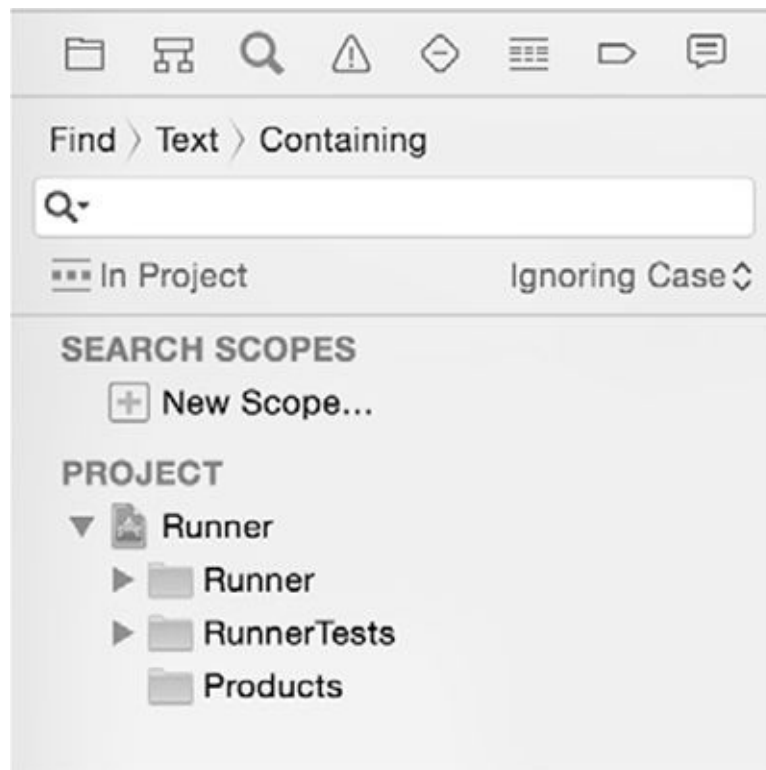 Find 〉 Text 〉 Containing
In Project Ignoring Case
SEARCH SCOPES
New Scope...
PROJECT
Runner
Runner
RunnerTests
Products